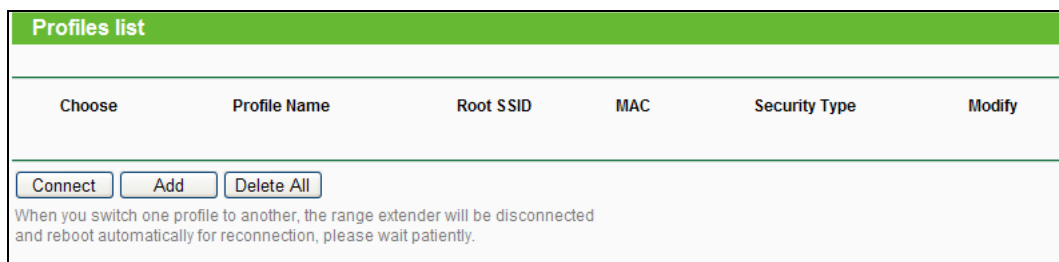 Profiles list
Choose Profile Name Root SSID MAC Security Type Modify
Connect Add Delete All
When you switch one profile to another, the range extender will be disconnected
and reboot automatically for reconnection, please wait patiently.